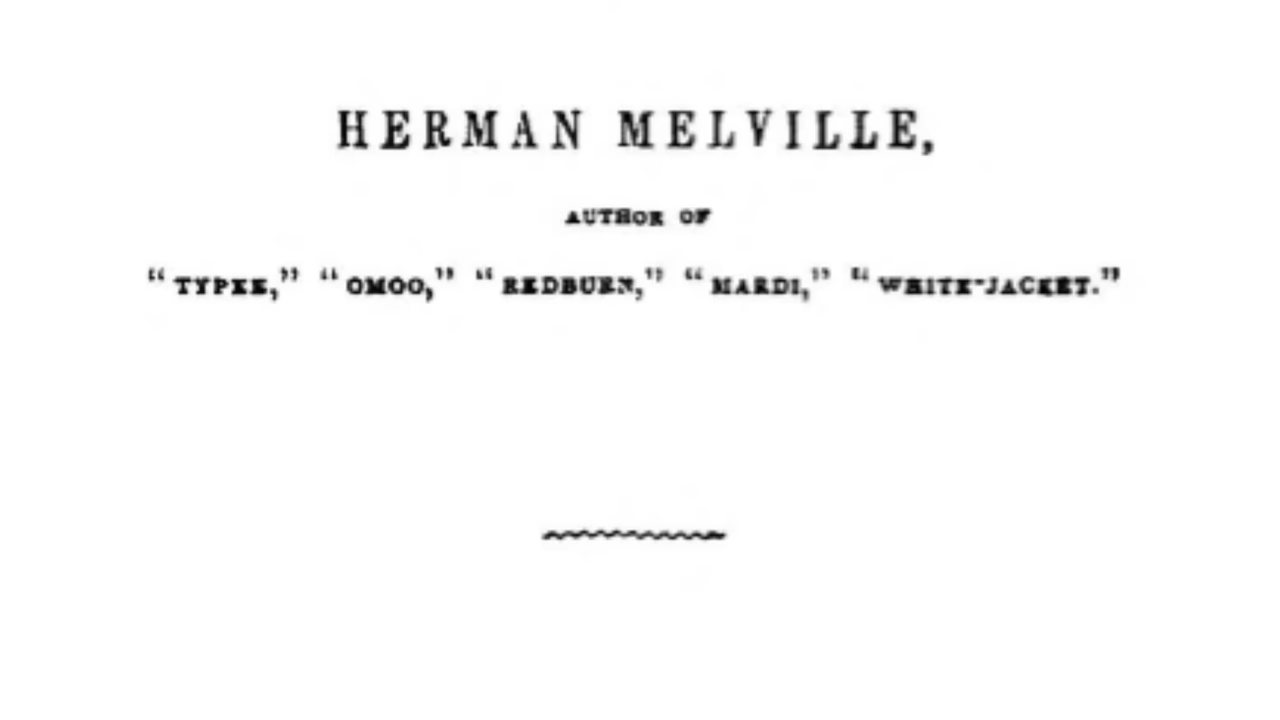 HERMAN MELVILLE,
AUTHOR OF
“TYPEE,” “OMOO,” “REDBURN,” “MARDI,” “WHITE-JACKET.”